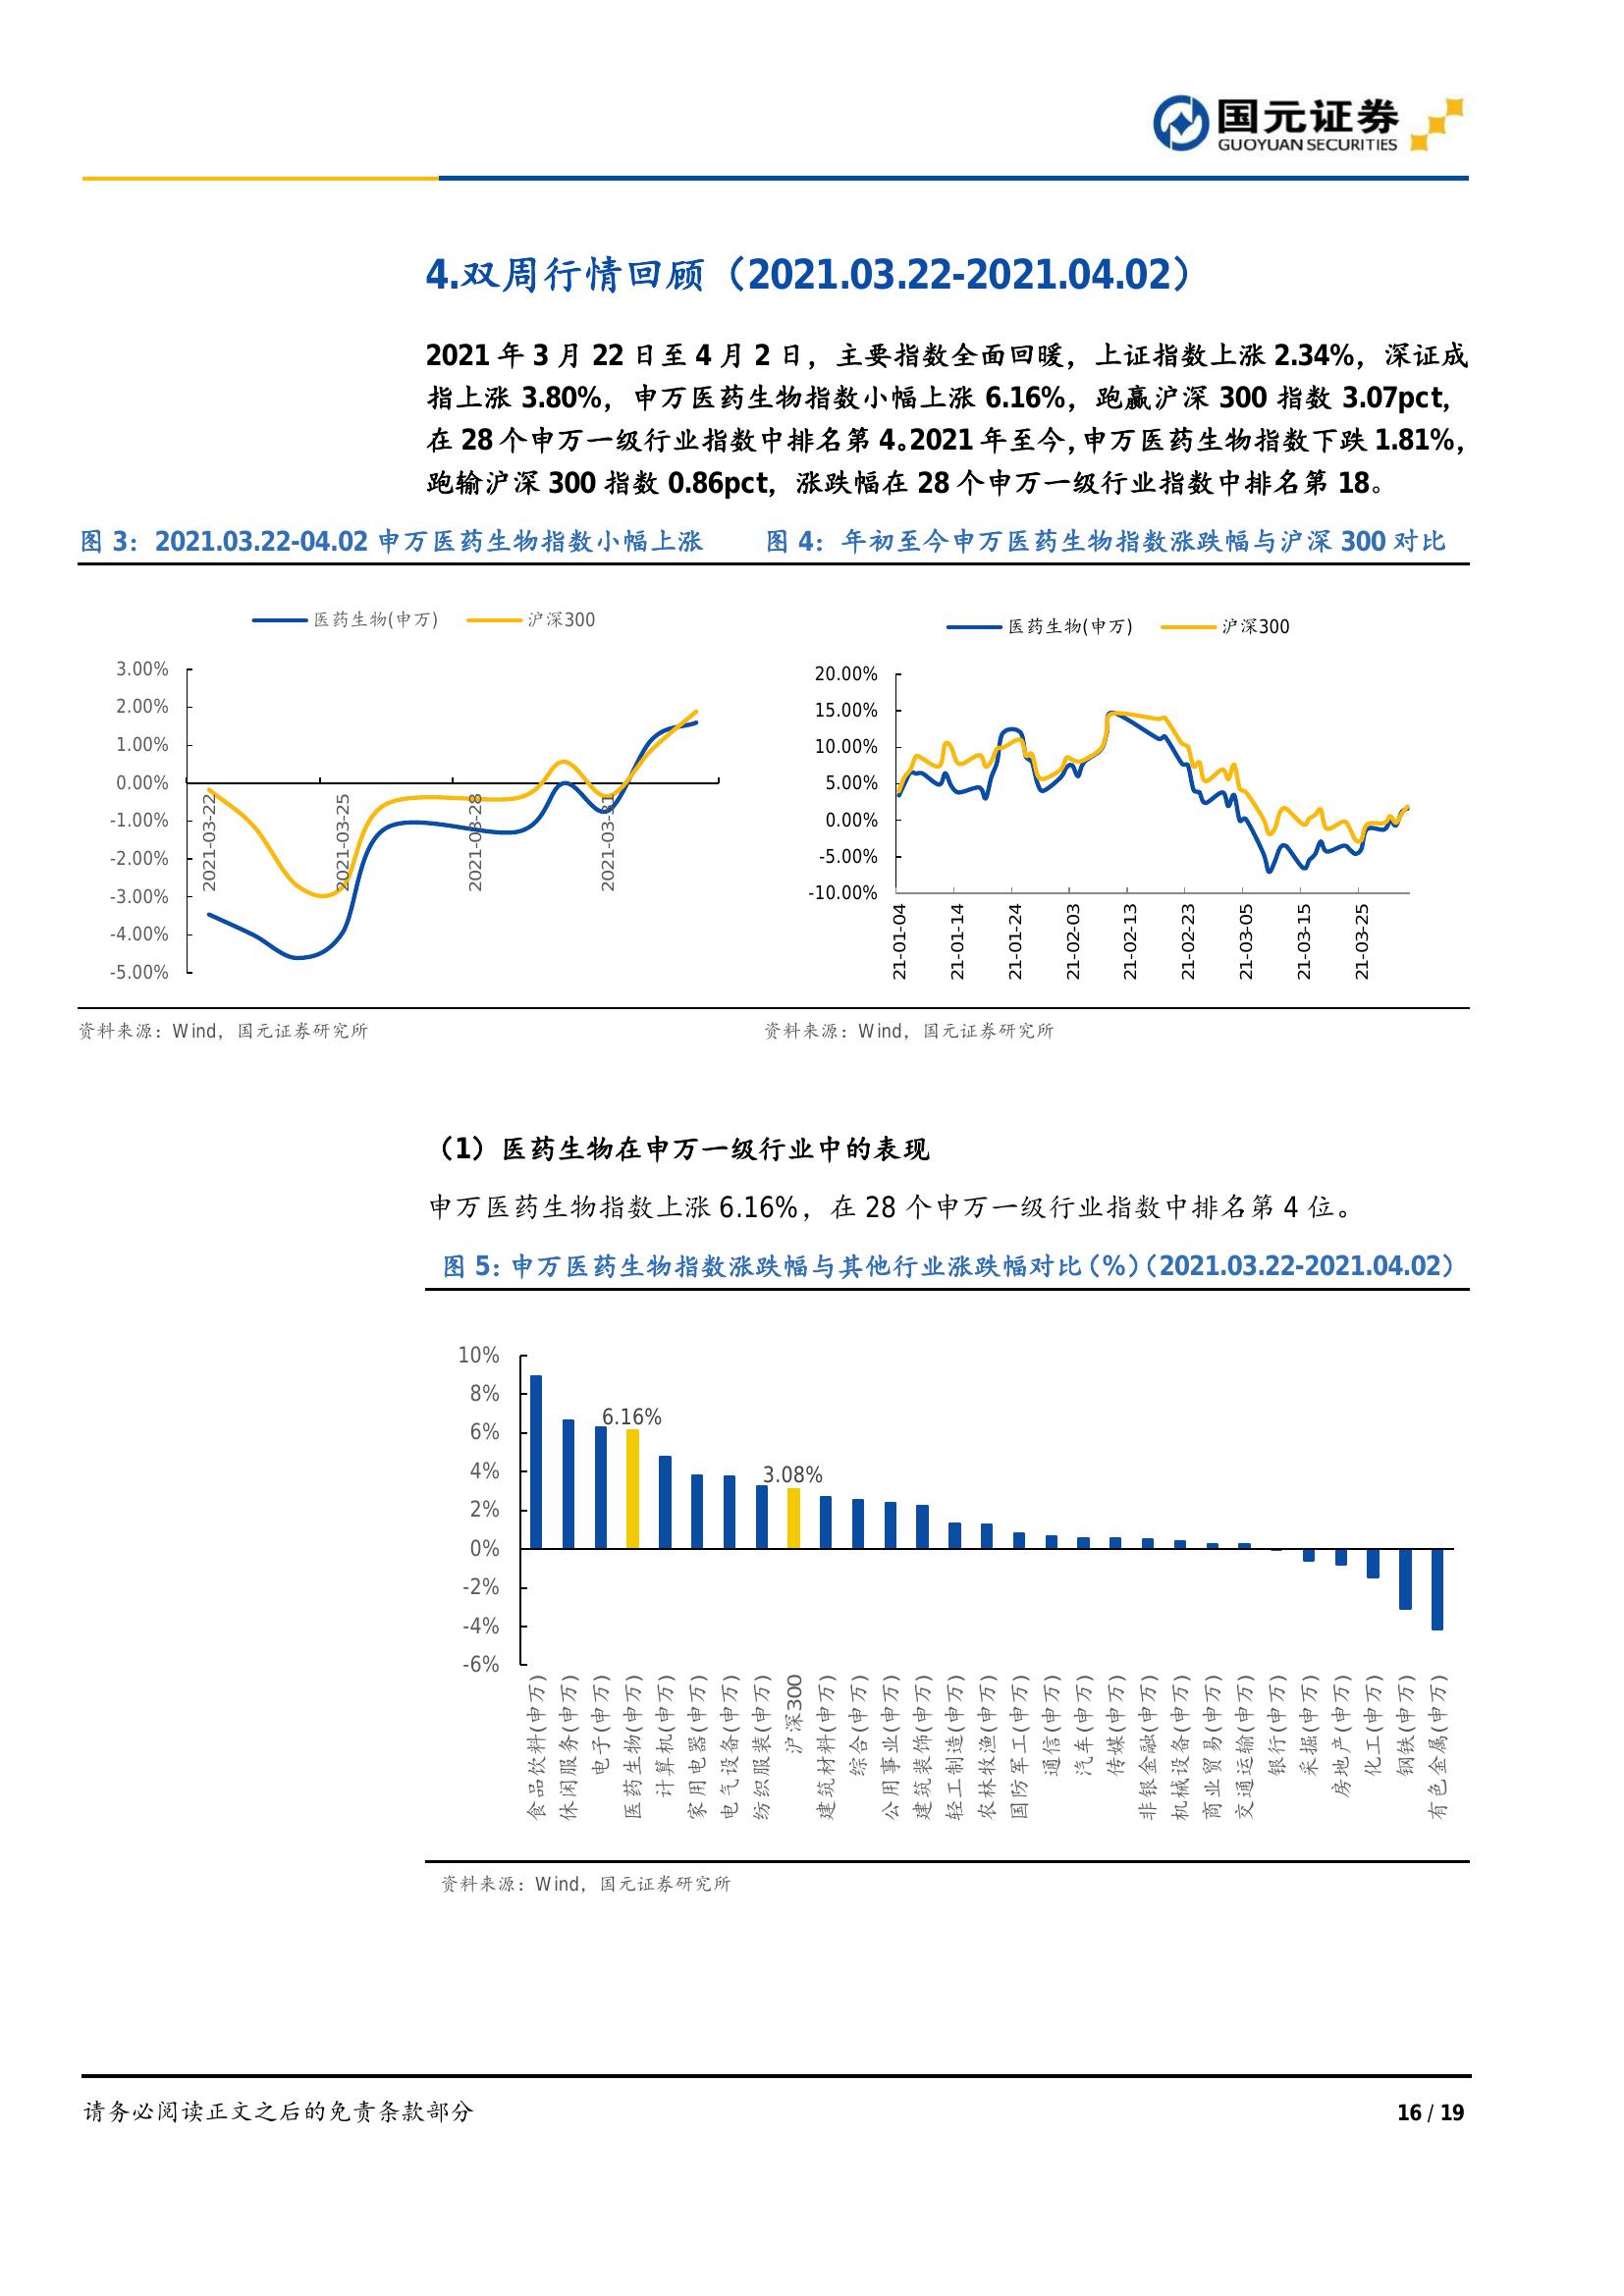 国元证券
GUOYUAN SECURITIES
4.双周行情回顾（2021.03.22-2021.04.02）
2021 年 3 月 22 日至 4 月 2 日，主要指数全面回暖，上证指数上涨 2.34%，深证成
指上涨 3.80%，申万医药生物指数小幅上涨 6.16%，跑赢沪深 300 指数 3.07pct，
在 28 个申万一级行业指数中排名第 4。2021 年至今，申万医药生物指数下跌 1.81%，
跑输沪深 300 指数 0.86pct，涨跌幅在 28 个申万一级行业指数中排名第 18。
图 3：2021.03.22-04.02 申万医药生物指数小幅上涨
医药生物(申万) 沪深300
3.00%
2.00%
1.00%
0.00%
-1.00%
-2.00%
-3.00%
-4.00%
-5.00%
2021-03-22
2021-03-25
2021-03-28
2021-03-31
资料来源：Wind，国元证券研究所
图 4：年初至今申万医药生物指数涨跌幅与沪深 300 对比
医药生物(申万) 沪深300
20.00%
15.00%
10.00%
5.00%
0.00%
-5.00%
-10.00%
21-01-04
21-01-14
21-01-24
21-02-03
21-02-13
21-02-23
21-03-05
21-03-15
21-03-25
资料来源：Wind，国元证券研究所
（1）医药生物在申万一级行业中的表现
申万医药生物指数上涨 6.16%，在 28 个申万一级行业指数中排名第 4 位。
图 5：申万医药生物指数涨跌幅与其他行业涨跌幅对比（%）（2021.03.22-2021.04.02）
10%
8%
6%
4%
2%
0%
-2%
-4%
-6%
6.16%
3.08%
食品饮料(申万)
休闲服务(申万)
电子(申万)
医药生物(申万)
计算机(申万)
家用电器(申万)
电气设备(申万)
纺织服装(申万)
沪深300
建筑材料(申万)
综合(申万)
公用事业(申万)
建筑装饰(申万)
轻工制造(申万)
农林牧渔(申万)
国防军工(申万)
通信(申万)
汽车(申万)
传媒(申万)
非银金融(申万)
机械设备(申万)
商业贸易(申万)
交通运输(申万)
银行(申万)
采掘(申万)
房地产(申万)
化工(申万)
钢铁(申万)
有色金属(申万)
资料来源：Wind，国元证券研究所
请务必阅读正文之后的免责条款部分
16 / 19